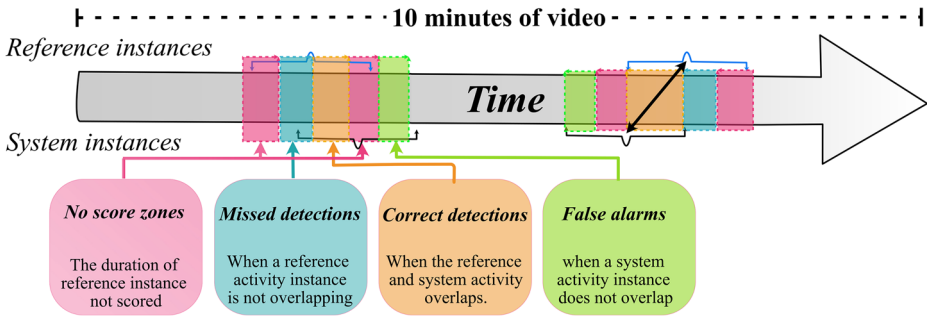 10 minutes of video
Reference instances
Time
System instances
No score zones
The duration of
reference instance
not scored
Missed detections
When a reference
activity instance
is not overlapping
Correct detections
When the reference
and system activity
overlaps.
False alarms
when a system
activity instance
does not overlap